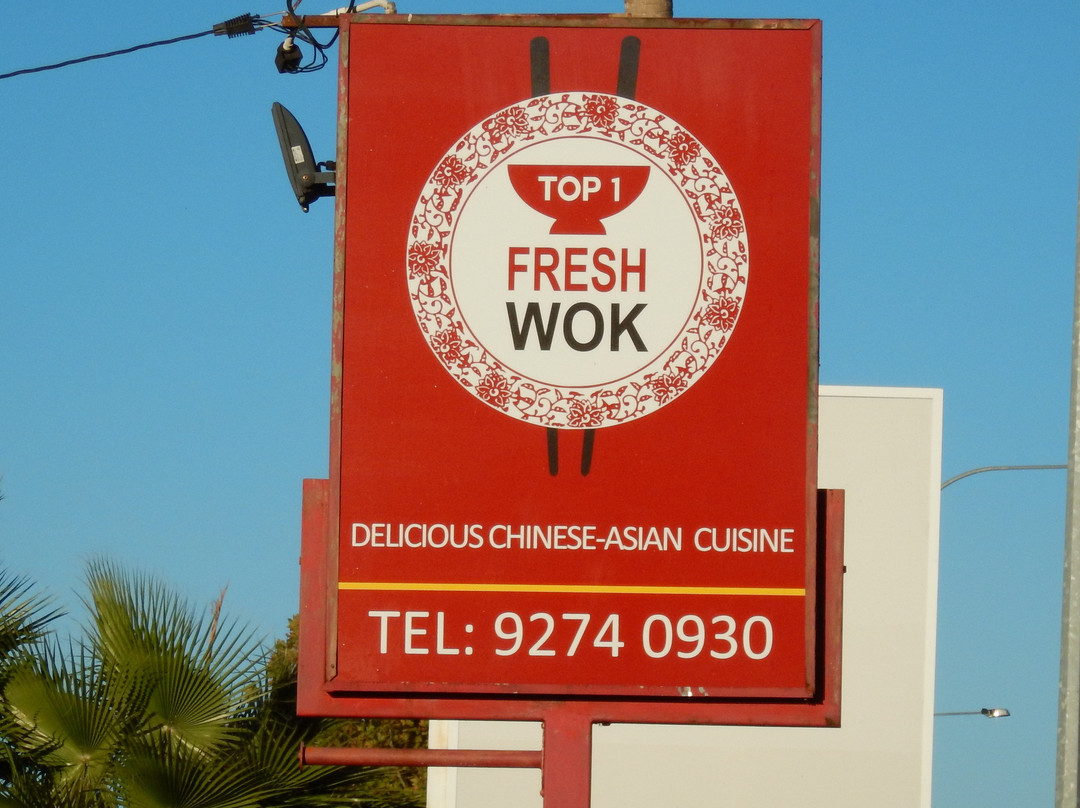 TOP 1
FRESH
WOK
DELICIOUS CHINESE-ASIAN CUISINE
TEL: 9274 0930